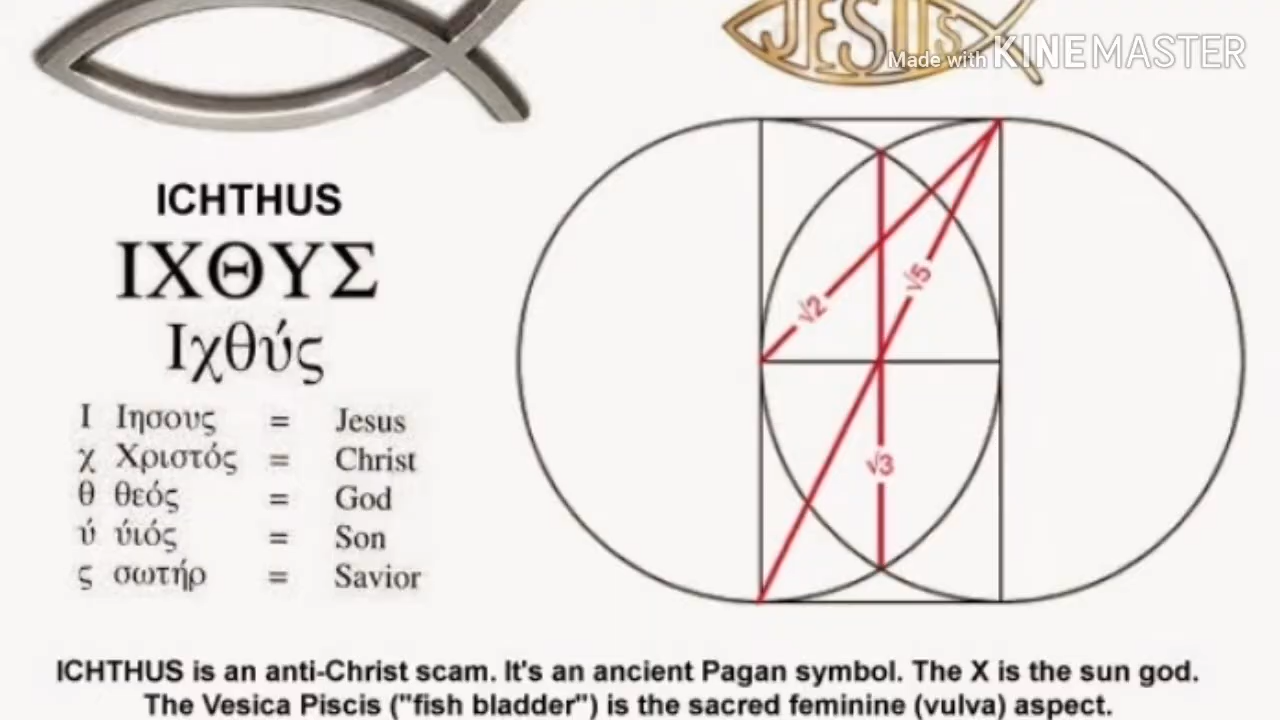 JESUS
Made with KINEMASTER
ICHTHUS
ΙΧΘΥΣ
Ιχθύς
Ι Ιησους = Jesus
χ Χριστός = Christ
θ θεός = God
ύ ύιός = Son
ς σωτήρ = Savior
√2
√5
√3
ICHTHUS is an anti-Christ scam. It's an ancient Pagan symbol. The X is the sun god.
The Vesica Piscis ("fish bladder") is the sacred feminine (vulva) aspect.